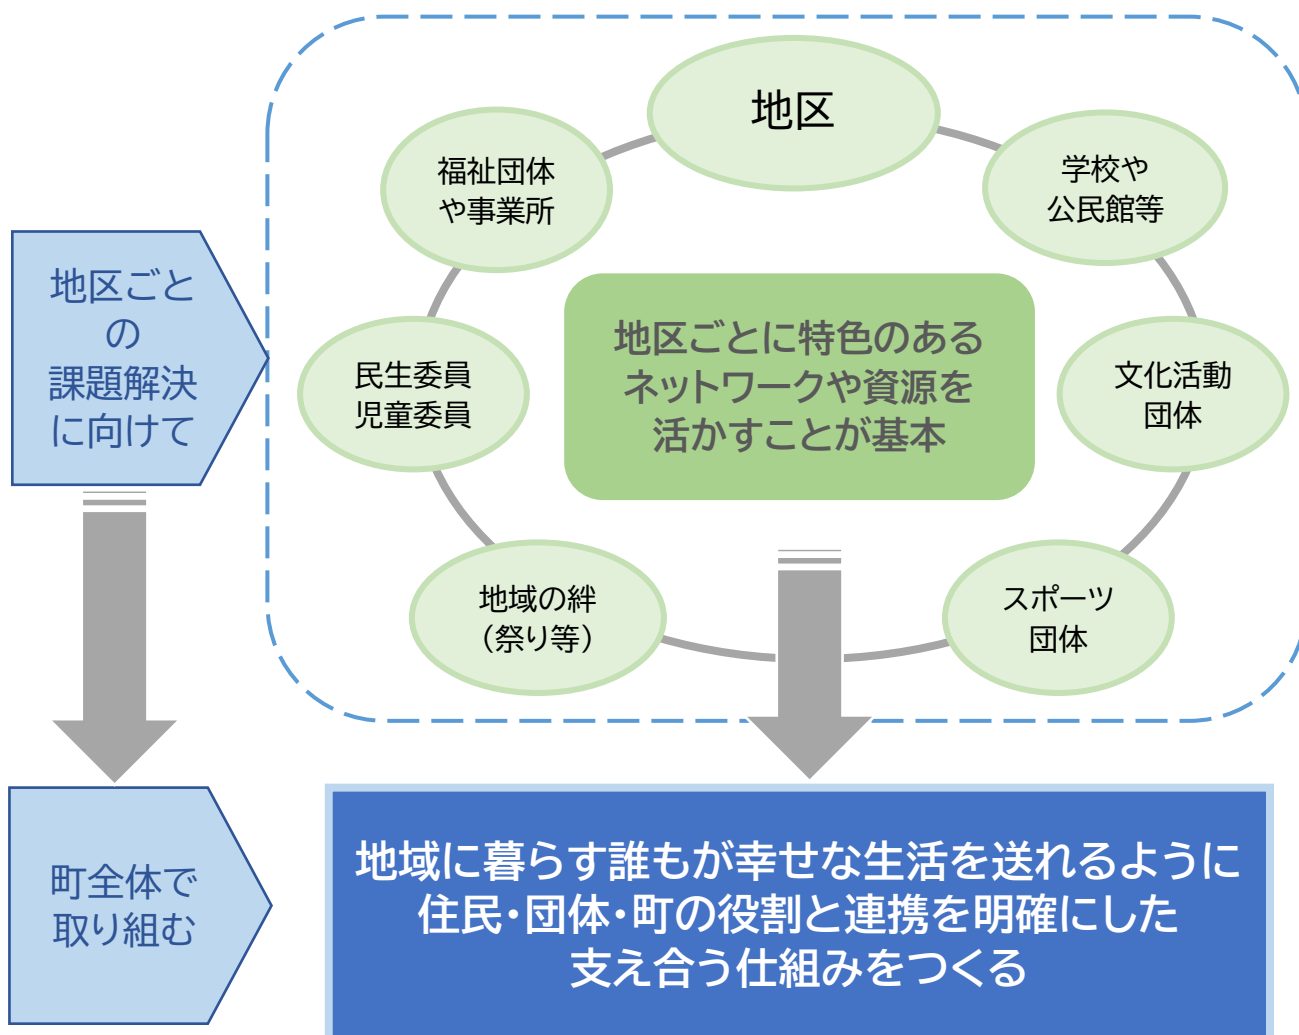 地区
福祉団体
や事業所
学校や
公民館等
地区ごと
の
課題解決
に向けて
民生委員
児童委員
地区ごとに特色のある
ネットワークや資源を
活かすことが基本
文化活動
団体
地域の絆
（祭り等）
スポーツ
団体
町全体で
取り組む
地域に暮らす誰もが幸せな生活を送れるように
住民・団体・町の役割と連携を明確にした
支え合う仕組みをつくる